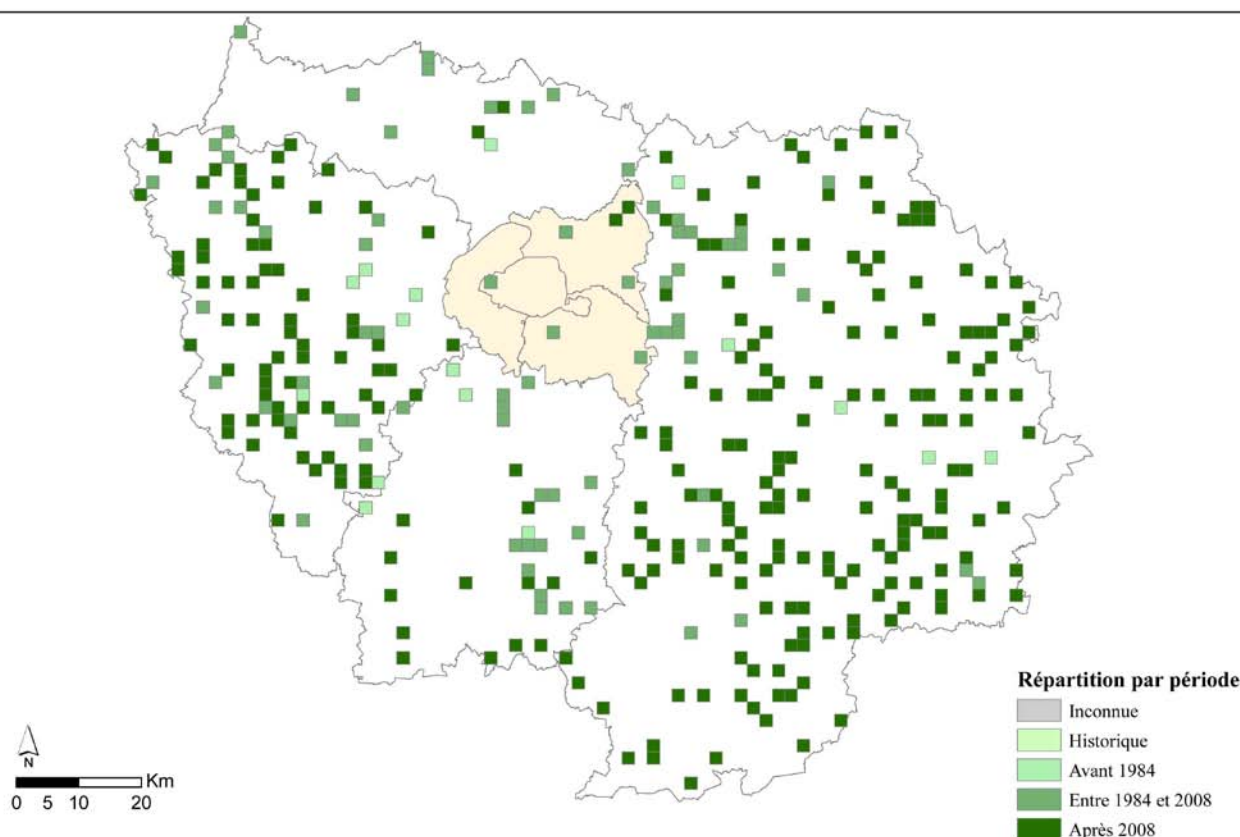 Répartition par période
Inconnue
Historique
Avant 1984
Entre 1984 et 2008
Après 2008
N
Km
0 5 10 20